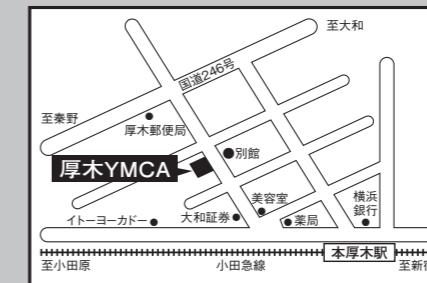 至大和
国道246号
至秦野
厚木郵便局
別館
厚木YMCA
美容室
横浜
銀行
イトーヨーカドー
大和証券
薬局
本厚木駅
至小田原
小田急線
至新宿